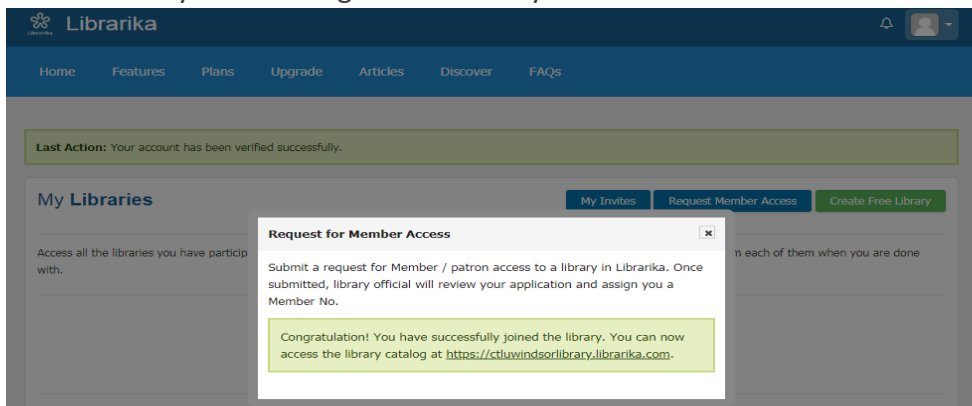 Librarika
Home Features Plans Upgrade Articles Discover FAQs
Last Action: Your account has been verified successfully.
My Libraries
My Invites Request Member Access Create Free Library
Access all the libraries you have particip
m each of them when you are done
with.
Request for Member Access
Submit a request for Member / patron access to a library in Librarika. Once
submitted, library official will review your application and assign you a
Member No.
Congratulation! You have successfully joined the library. You can now
access the library catalog at https://ctluwindsorlibrary.librarika.com.